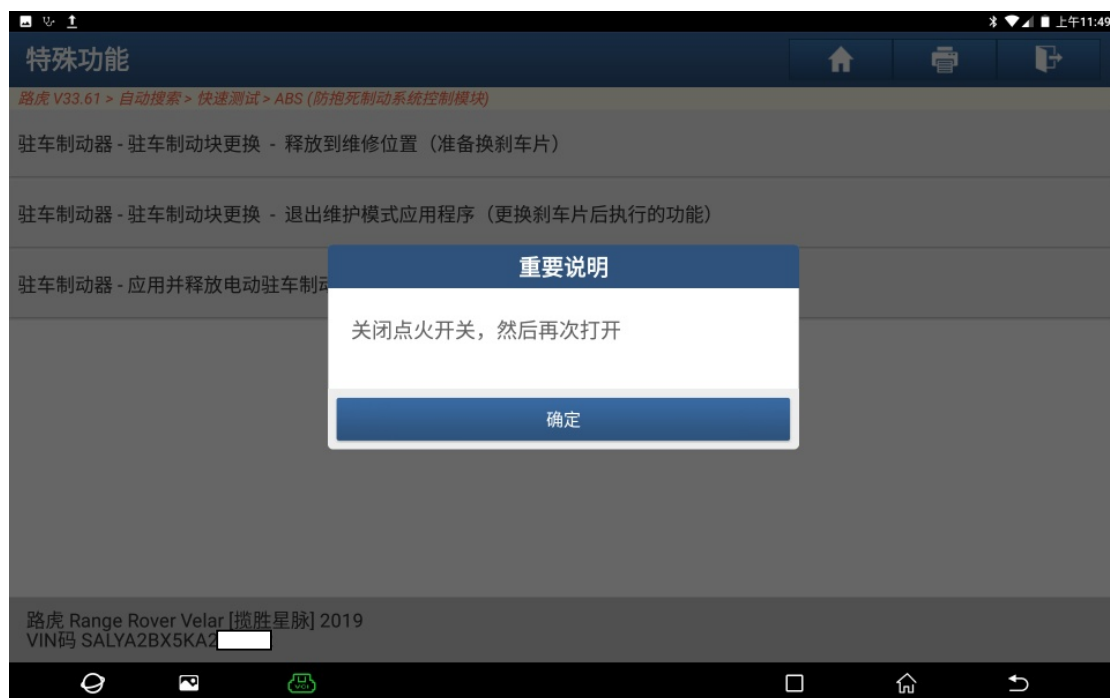 上午11:49
特殊功能
路虎 V33.61 > 自动搜索 > 快速测试 > ABS (防抱死制动系统控制模块)
驻车制动器 - 驻车制动块更换 - 释放到维修位置（准备换刹车片）
驻车制动器 - 驻车制动块更换 - 退出维护模式应用程序（更换刹车片后执行的功能）
驻车制动器 - 应用并释放电动驻车制动
重要说明
关闭点火开关，然后再次打开
确定
路虎 Range Rover Velar [揽胜星脉] 2019
VIN码 SALYA2BX5KA2
VCI